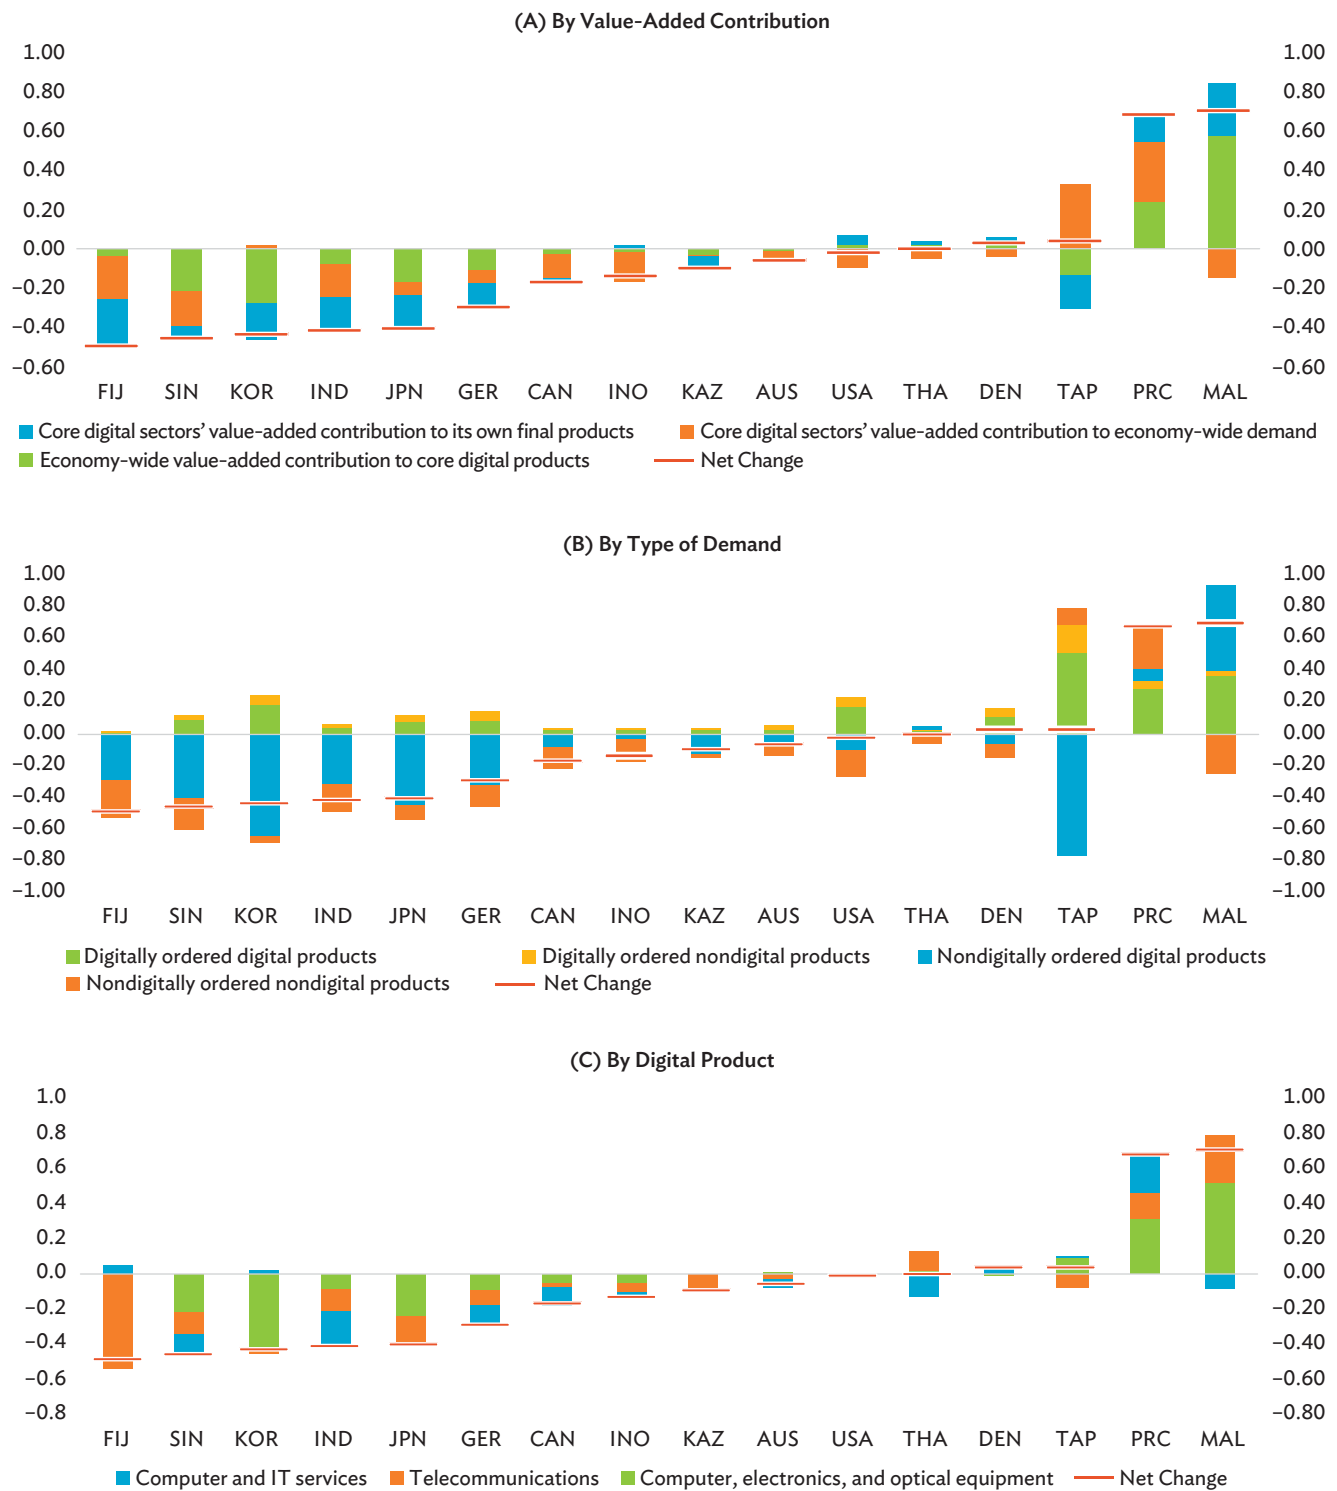 (A) By Value-Added Contribution
1.00 1.00
0.80 0.80
0.60 0.60
0.40 0.40
0.20 0.20
0.00 0.00
−0.20 −0.20
−0.40 −0.40
−0.60 −0.60
FIJ SIN KOR IND JPN GER CAN INO KAZ AUS USA THA DEN TAP PRC MAL
Core digital sectors’ value-added contribution to its own final products Core digital sectors’ value-added contribution to economy-wide demand
Economy-wide value-added contribution to core digital products Net Change
(B) By Type of Demand
1.00 1.00
0.80 0.80
0.60 0.60
0.40 0.40
0.20 0.20
0.00 0.00
−0.20 −0.20
−0.40 −0.40
−0.60 −0.60
−0.80 −0.80
−1.00 −1.00
FIJ SIN KOR IND JPN GER CAN INO KAZ AUS USA THA DEN TAP PRC MAL
Digitally ordered digital products Digitally ordered nondigital products Nondigitally ordered digital products
Nondigitally ordered nondigital products Net Change
(C) By Digital Product
1.0 1.00
0.8 0.80
0.6 0.60
0.4 0.40
0.2 0.20
0.0 0.00
−0.2 −0.20
−0.4 −0.40
−0.6 −0.60
−0.8 −0.80
FIJ SIN KOR IND JPN GER CAN INO KAZ AUS USA THA DEN TAP PRC MAL
Computer and IT services Telecommunications Computer, electronics, and optical equipment Net Change